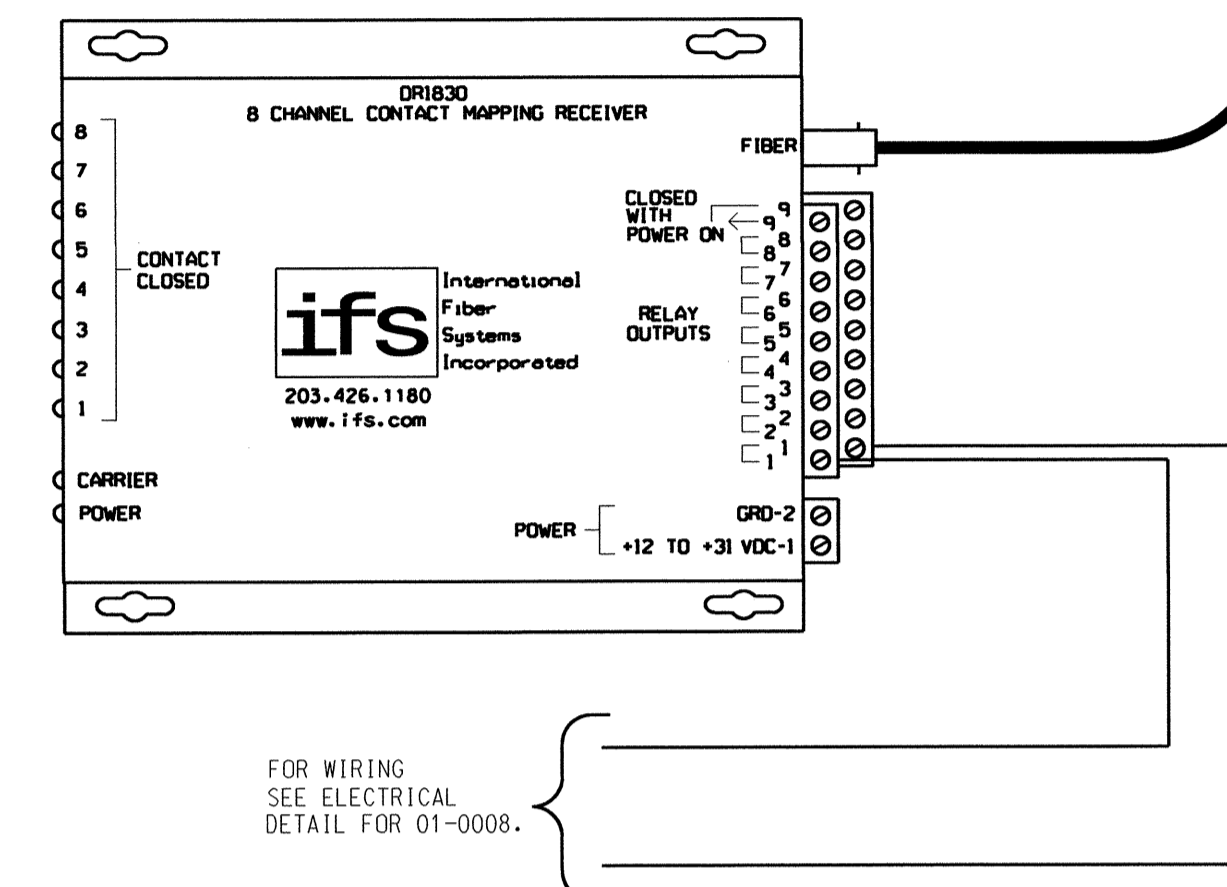 DR1830
8 CHANNEL CONTACT MAPPING RECEIVER
8
7
6
5
4
3
2
1
CONTACT
CLOSED
CARRIER
POWER
ifs
International
Fiber
Systems
Incorporated
203.426.1180
www.ifs.com
FIBER
CLOSED
WITH
POWER ON
9
9
8
8
7
7
6
6
5
5
4
4
3
3
2
2
1
1
RELAY
OUTPUTS
POWER
GRD-2
+12 TO +31 VDC-1
FOR WIRING
SEE ELECTRICAL
DETAIL FOR 01-0008.